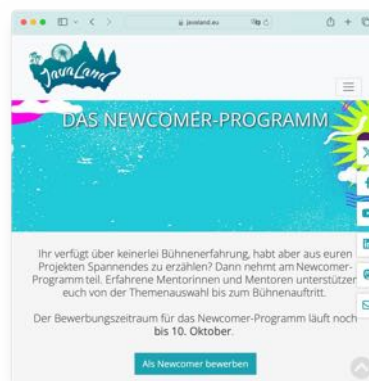 javaland.eu
JavaLand
DAS NEWCOMER-PROGRAMM
Ihr verfügt über keinerlei Bühnenerfahrung, habt aber aus euren
Projekten Spannendes zu erzählen? Dann nehmt am Newcomer-
Programm teil. Erfahrene Mentorinnen und Mentoren unterstützen
euch von der Themenauswahl bis zum Bühnenauftritt.
Der Bewerbungszeitraum für das Newcomer-Programm läuft noch
bis 10. Oktober.
Als Newcomer bewerben